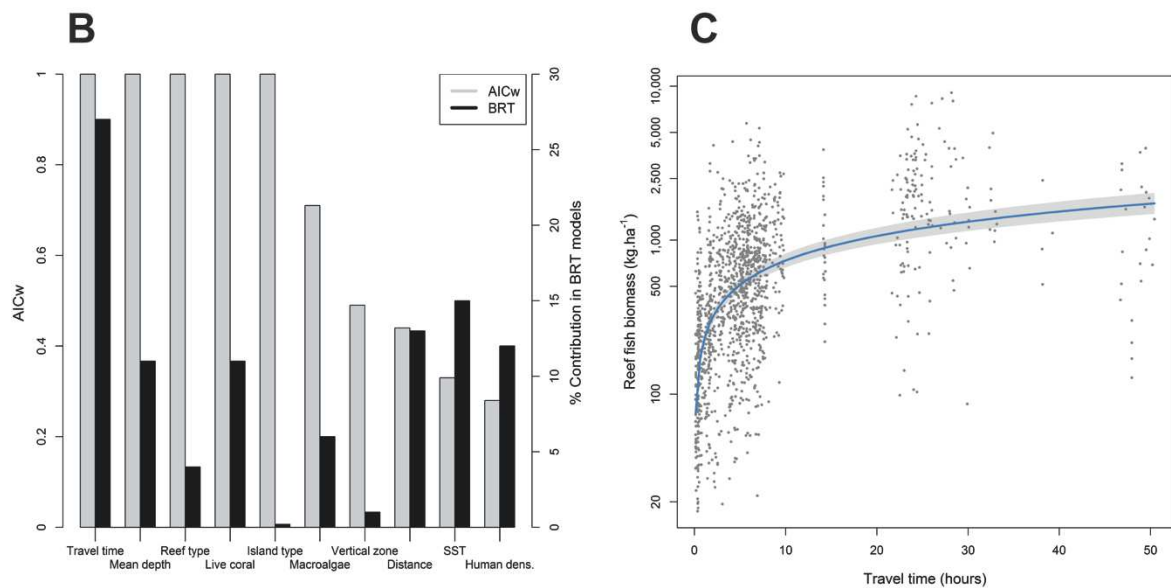 B
AICw
1
0.8
0.6
0.4
0.2
0
AICw
BRT
30
25
20
15
10
5
0
% Contribution in BRT models
Travel time
Mean depth
Reef type
Live coral
Island type
Macroalgae
Vertical zone
Distance
SST
Human dens.
C
Reef fish biomass (kg.ha⁻¹)
10,000
5,000
2,500
1,000
500
100
20
0
10
20
30
40
50
Travel time (hours)